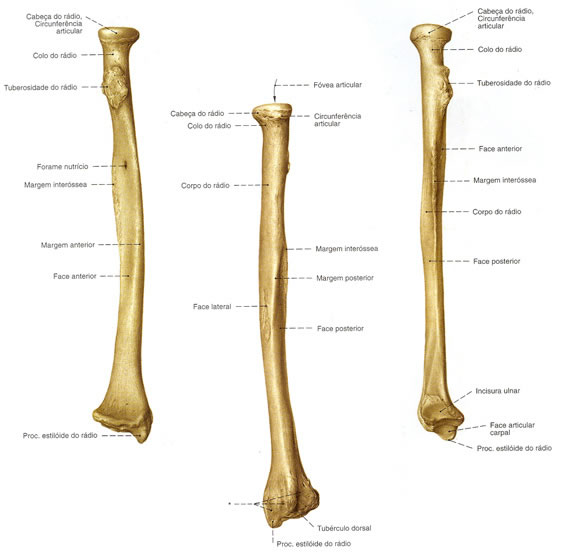 Cabeça do rádio,
Circunferência
articular
Colo do rádio
Tuberosidade do rádio
Forame nutrício
Margem interóssea
Margem anterior
Face anterior
Proc. estilóide do rádio
Fóvea articular
Cabeça do rádio
Circunferência
articular
Colo do rádio
Corpo do rádio
Margem interóssea
Margem posterior
Face lateral
Face posterior
*
Tubérculo dorsal
Proc. estilóide do rádio
Cabeça do rádio,
Circunferência
articular
Colo do rádio
Tuberosidade do rádio
Face anterior
Margem interóssea
Corpo do rádio
Face posterior
Incisura ulnar
Face articular
carpal
Proc. estilóide do rádio